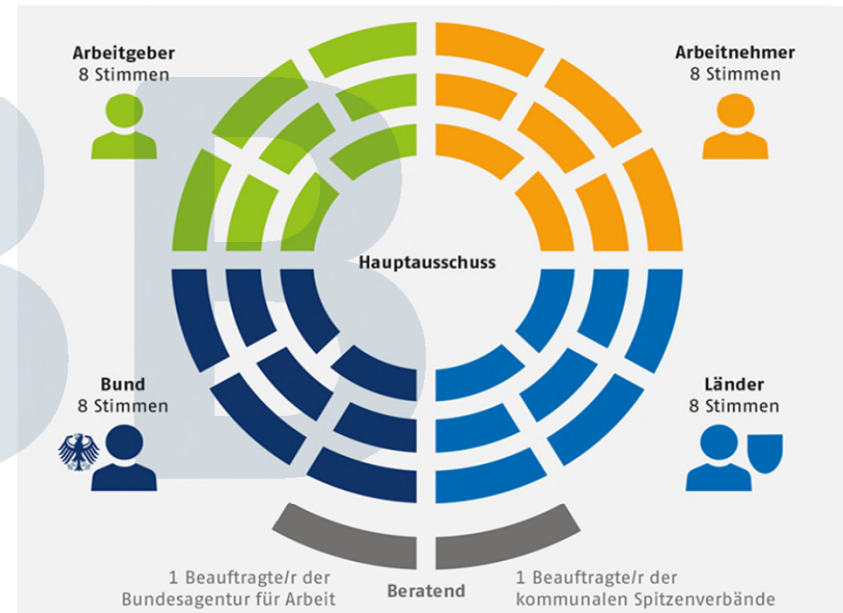 Arbeitgeber
8 Stimmen
Arbeitnehmer
8 Stimmen
Hauptausschuss
Bund
8 Stimmen
Länder
8 Stimmen
1 Beauftragte/r der
Bundesagentur für Arbeit
Beratend
1 Beauftragte/r der
kommunalen Spitzenverbände